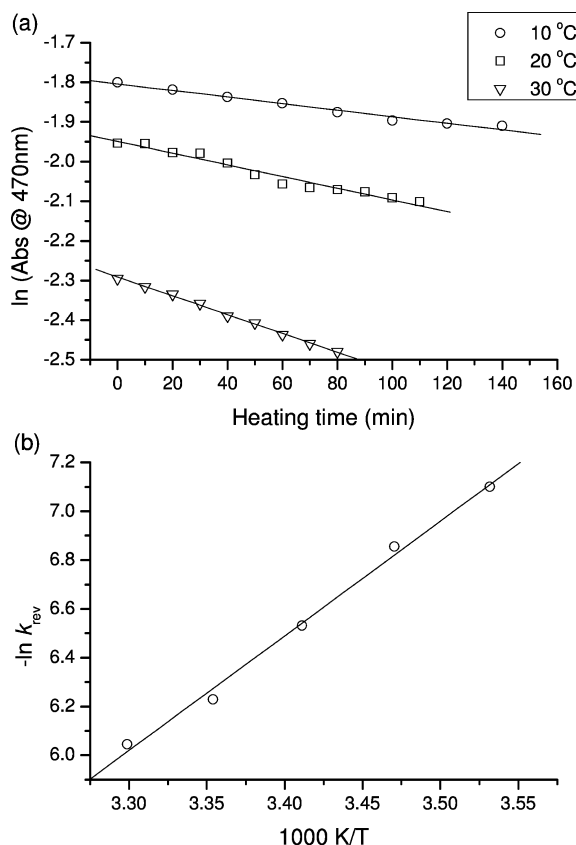 (a)
-1.7
-1.8
-1.9
-2.0
-2.1
-2.2
-2.3
-2.4
-2.5
ln (Abs @ 470nm)
10 °C
20 °C
30 °C
0 20 40 60 80 100 120 140 160
Heating time (min)
(b)
7.2
7.0
6.8
6.6
6.4
6.2
6.0
-ln k_rev
3.30 3.35 3.40 3.45 3.50 3.55
1000 K/T